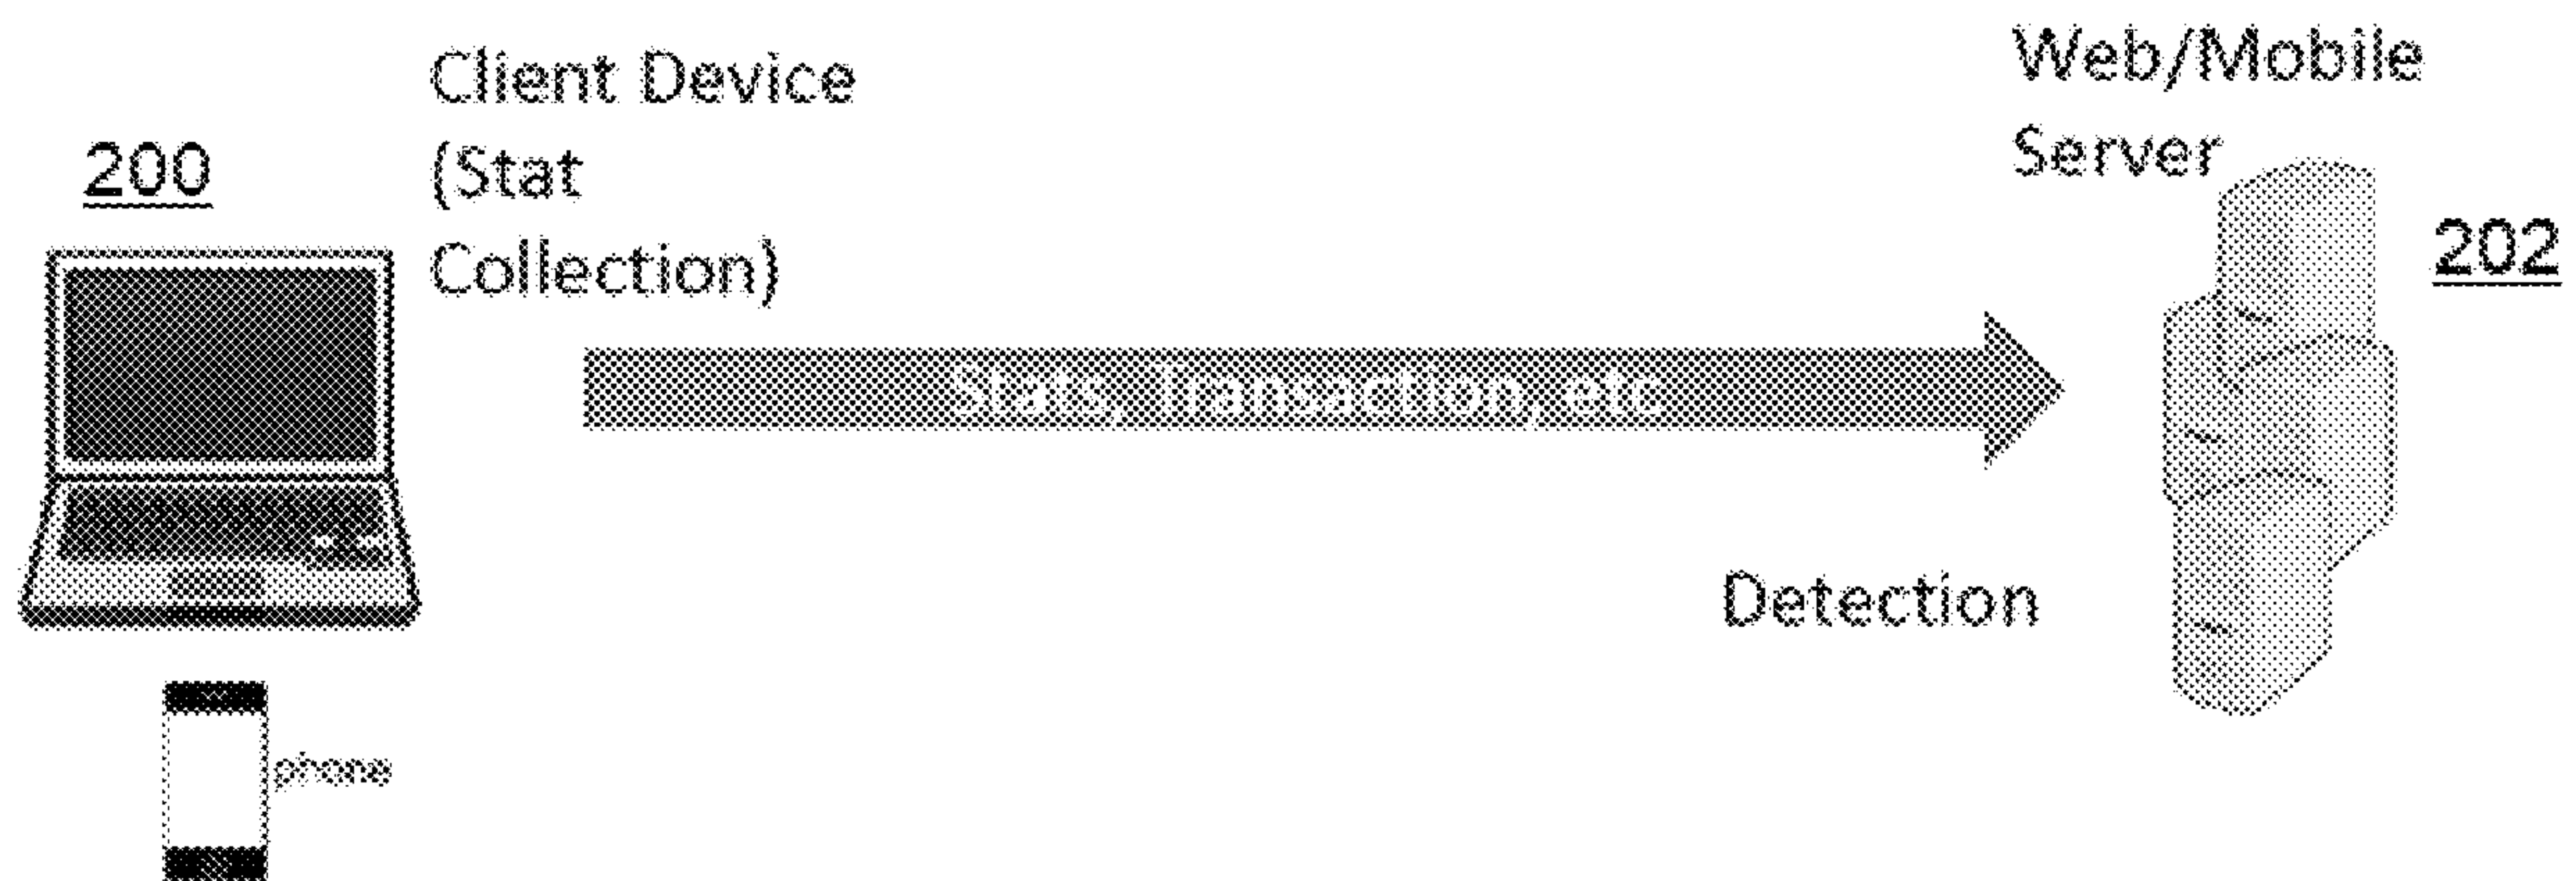 200
Client Device
(Stat
Collection)
Web/Mobile
Server
202
Stats, Transaction, etc
Detection
phone